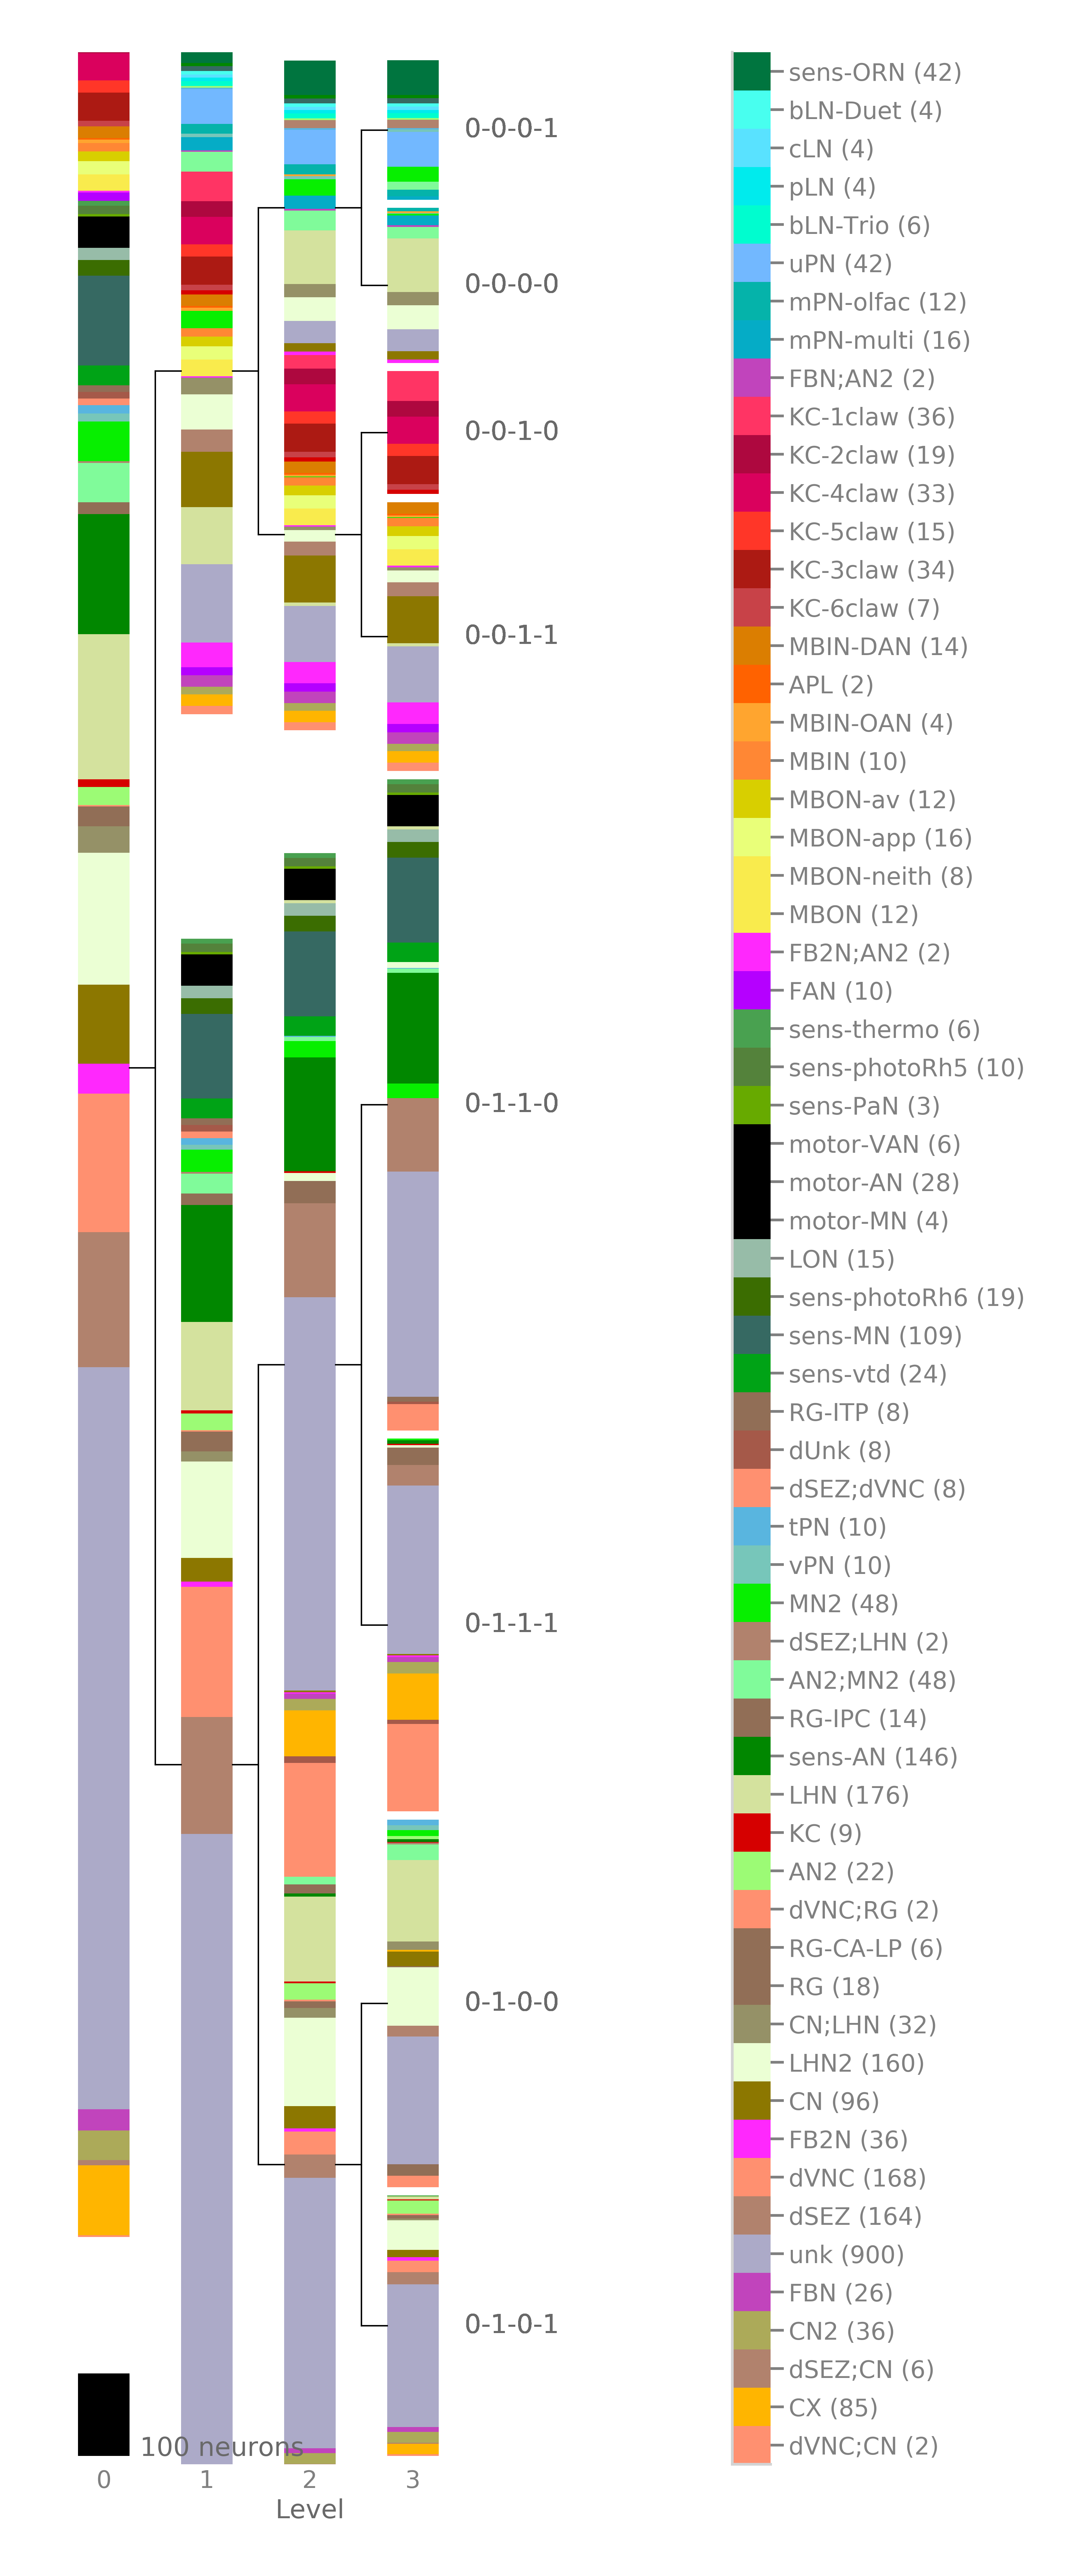 0-0-0-1
0-0-0-0
0-0-1-0
0-0-1-1
0-1-1-0
0-1-1-1
0-1-0-0
0-1-0-1
100 neurons
0
1
2
3
Level
sens-ORN (42)
bLN-Duet (4)
cLN (4)
pLN (4)
bLN-Trio (6)
uPN (42)
mPN-olfac (12)
mPN-multi (16)
FBN;AN2 (2)
KC-1claw (36)
KC-2claw (19)
KC-4claw (33)
KC-5claw (15)
KC-3claw (34)
KC-6claw (7)
MBIN-DAN (14)
APL (2)
MBIN-OAN (4)
MBIN (10)
MBON-av (12)
MBON-app (16)
MBON-neith (8)
MBON (12)
FB2N;AN2 (2)
FAN (10)
sens-thermo (6)
sens-photoRh5 (10)
sens-PaN (3)
motor-VAN (6)
motor-AN (28)
motor-MN (4)
LON (15)
sens-photoRh6 (19)
sens-MN (109)
sens-vtd (24)
RG-ITP (8)
dUnk (8)
dSEZ;dVNC (8)
tPN (10)
vPN (10)
MN2 (48)
dSEZ;LHN (2)
AN2;MN2 (48)
RG-IPC (14)
sens-AN (146)
LHN (176)
KC (9)
AN2 (22)
dVNC;RG (2)
RG-CA-LP (6)
RG (18)
CN;LHN (32)
LHN2 (160)
CN (96)
FB2N (36)
dVNC (168)
dSEZ (164)
unk (900)
FBN (26)
CN2 (36)
dSEZ;CN (6)
CX (85)
dVNC;CN (2)